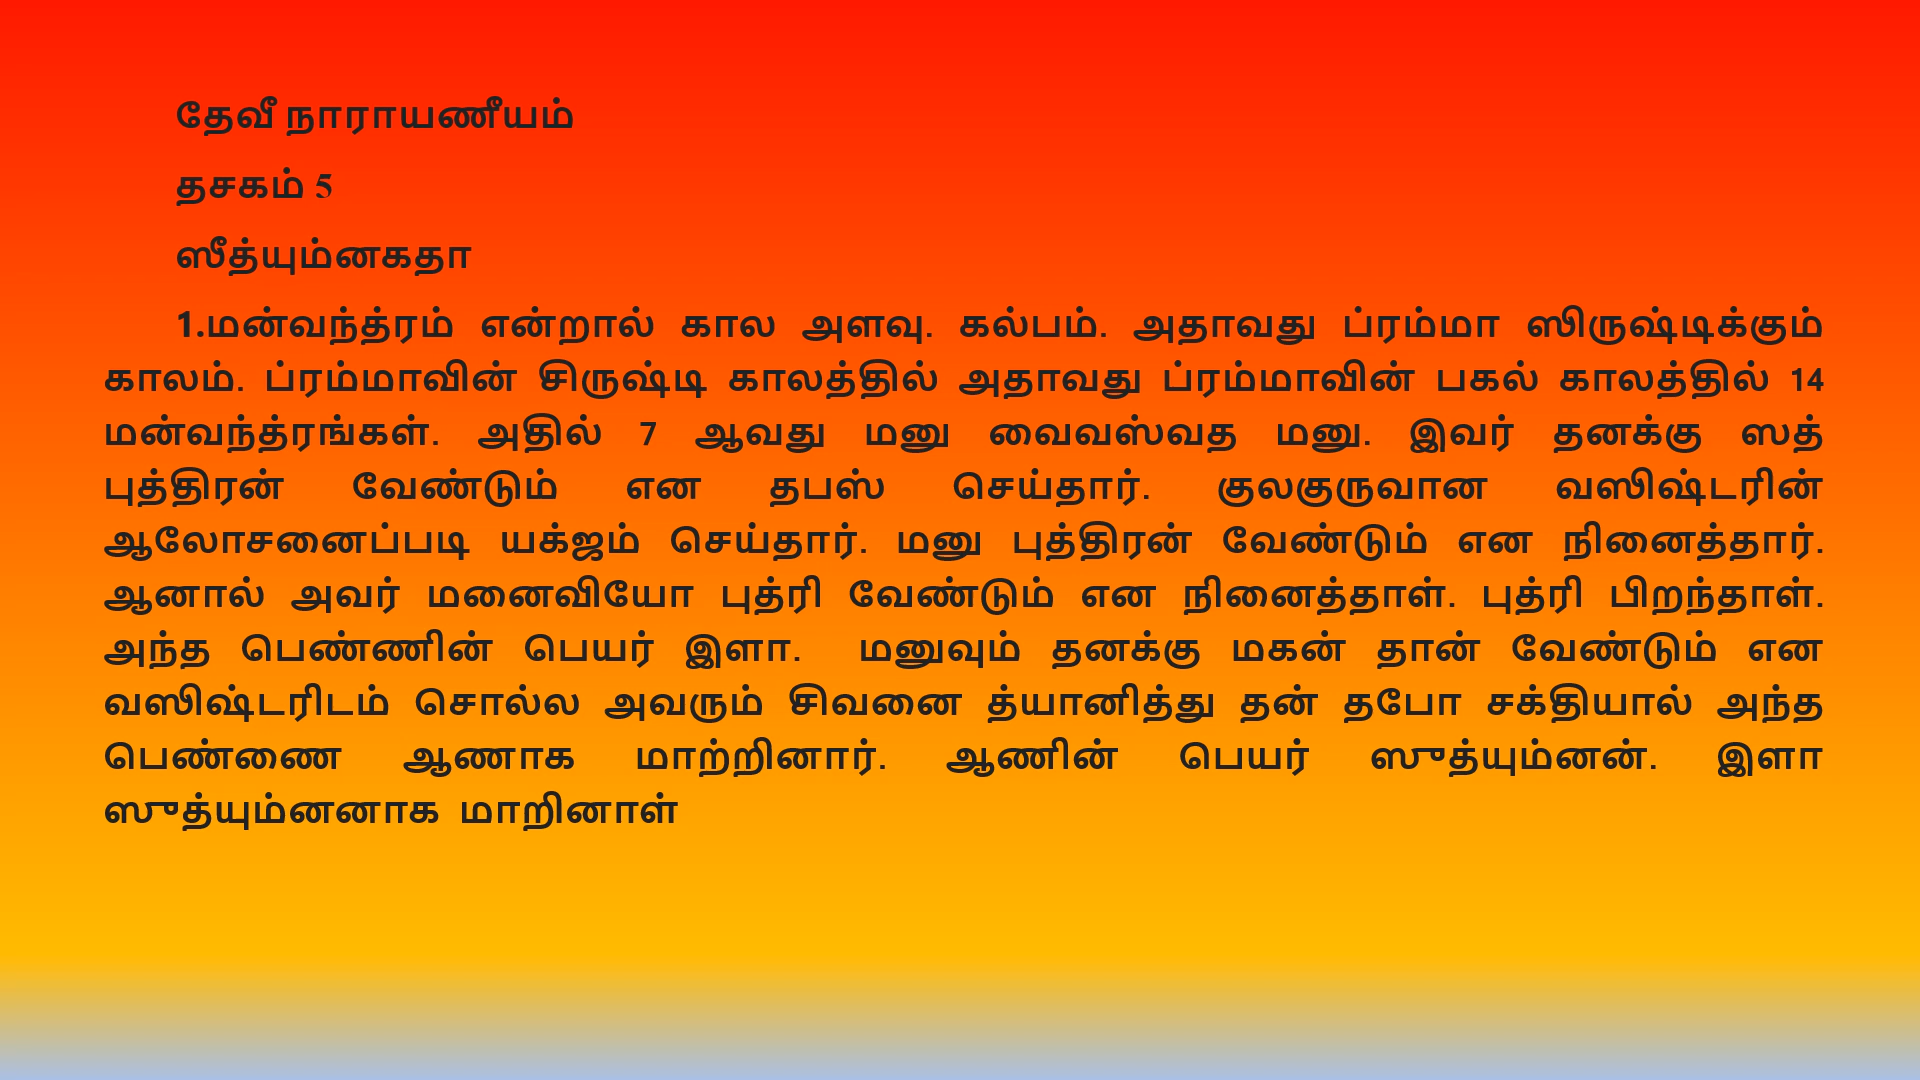 தேவீ நாராயணீயம்
தசகம் 5
ஸீத்யும்னகதா
1.மன்வந்த்ரம் என்றால் கால அளவு. கல்பம். அதாவது ப்ரம்மா ஸிருஷ்டிக்கும்
காலம். ப்ரம்மாவின் சிருஷ்டி காலத்தில் அதாவது ப்ரம்மாவின் பகல் காலத்தில் 14
மன்வந்த்ரங்கள். அதில் 7 ஆவது மனு வைவஸ்வத மனு. இவர் தனக்கு ஸத்
புத்திரன் வேண்டும் என தபஸ் செய்தார். குலகுருவான வஸிஷ்டரின்
ஆலோசனைப்படி யக்ஜம் செய்தார். மனு புத்திரன் வேண்டும் என நினைத்தார்.
ஆனால் அவர் மனைவியோ புத்ரி வேண்டும் என நினைத்தாள். புத்ரி பிறந்தாள்.
அந்த பெண்ணின் பெயர் இளா. மனுவும் தனக்கு மகன் தான் வேண்டும் என
வஸிஷ்டரிடம் சொல்ல அவரும் சிவனை த்யானித்து தன் தபோ சக்தியால் அந்த
பெண்ணை ஆணாக மாற்றினார். ஆணின் பெயர் ஸுத்யும்னன். இளா
ஸுத்யும்னனாக மாறினாள்